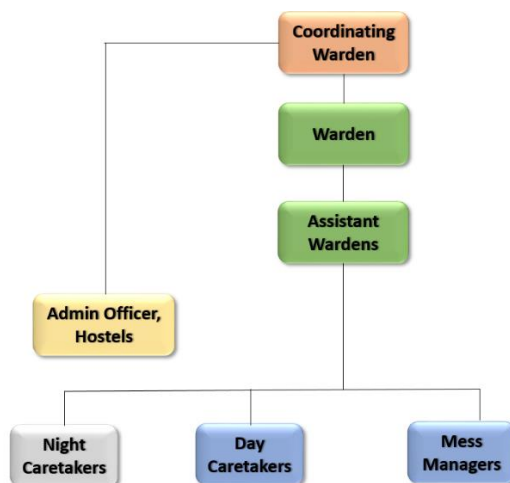 Coordinating
Warden
Warden
Assistant
Wardens
Admin Officer,
Hostels
Night
Caretakers
Day
Caretakers
Mess
Managers